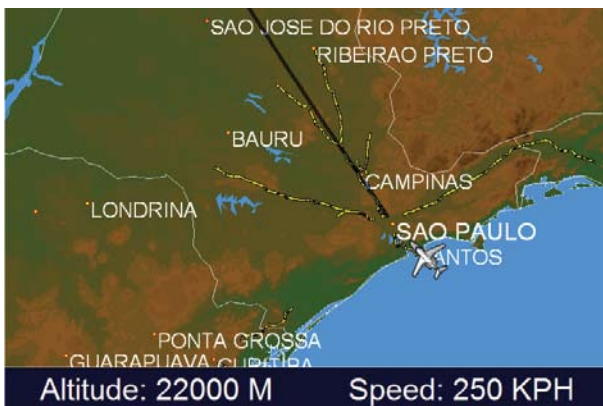 SAO JOSE DO RIO PRETO
RIBEIRAO PRETO
BAURU
CAMPINAS
LONDRINA
SAO PAULO
ANTOS
PONTA GROSSA
GUARAPUAVA
CURITIBA
Altitude: 22000 M Speed: 250 KPH